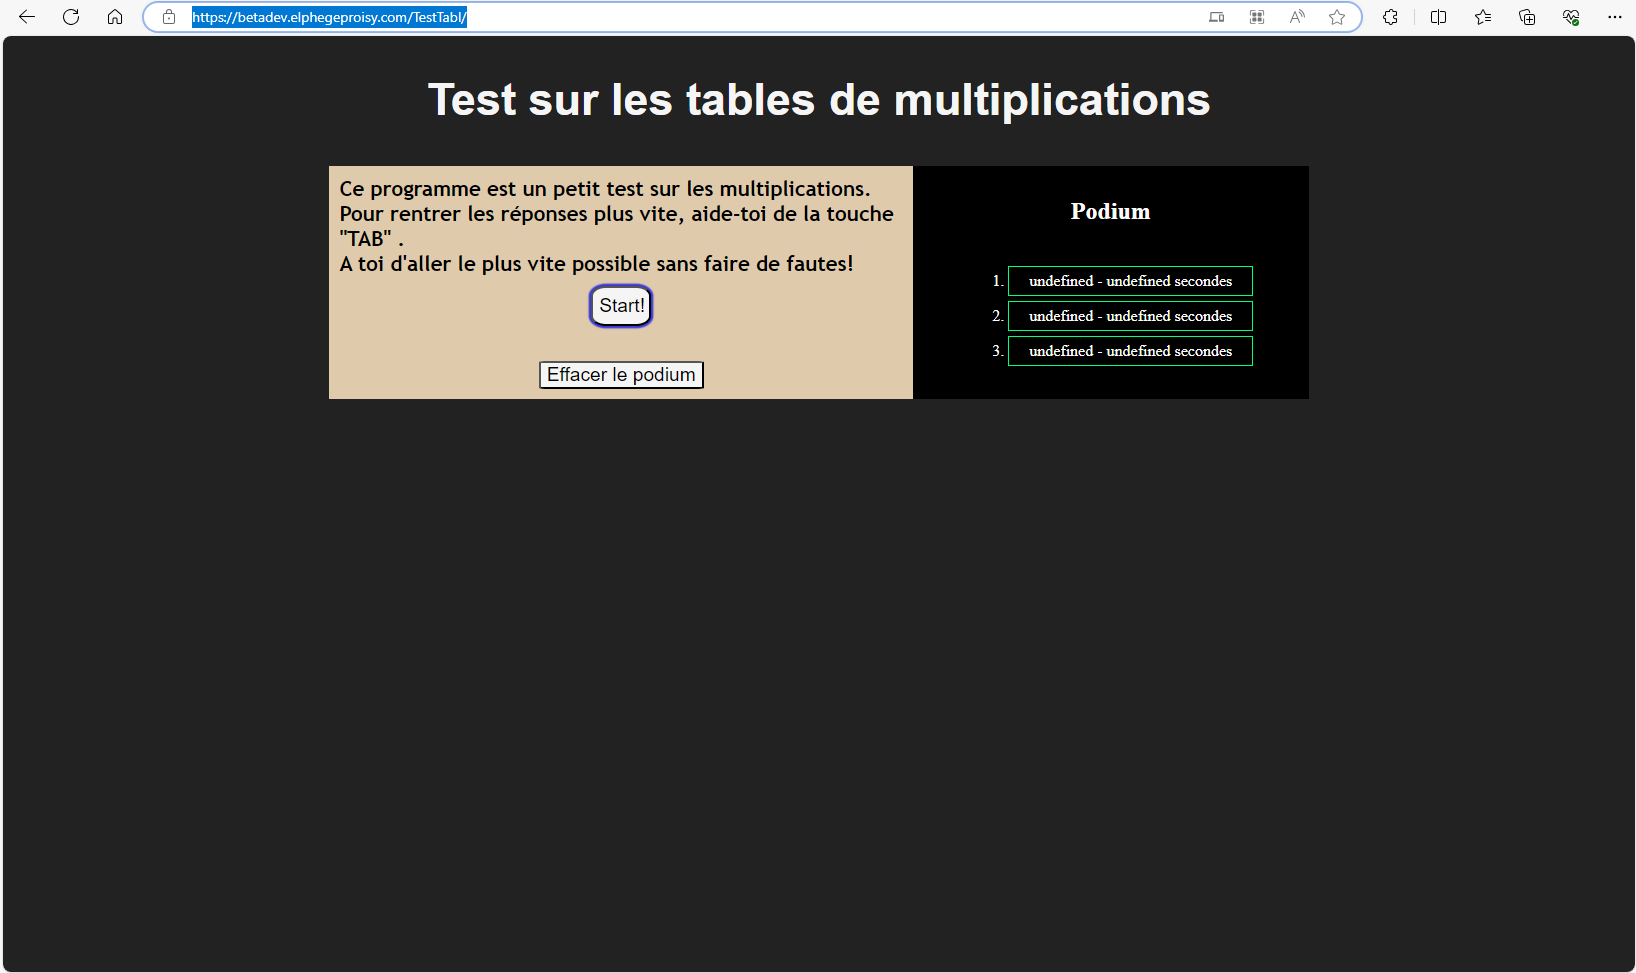 https://betadev.elphegeproisy.com/TestTabl/
Test sur les tables de multiplications
Ce programme est un petit test sur les multiplications.
Pour rentrer les réponses plus vite, aide-toi de la touche
"TAB" .
A toi d'aller le plus vite possible sans faire de fautes!
Start!
Effacer le podium
Podium
1. undefined - undefined secondes
2. undefined - undefined secondes
3. undefined - undefined secondes